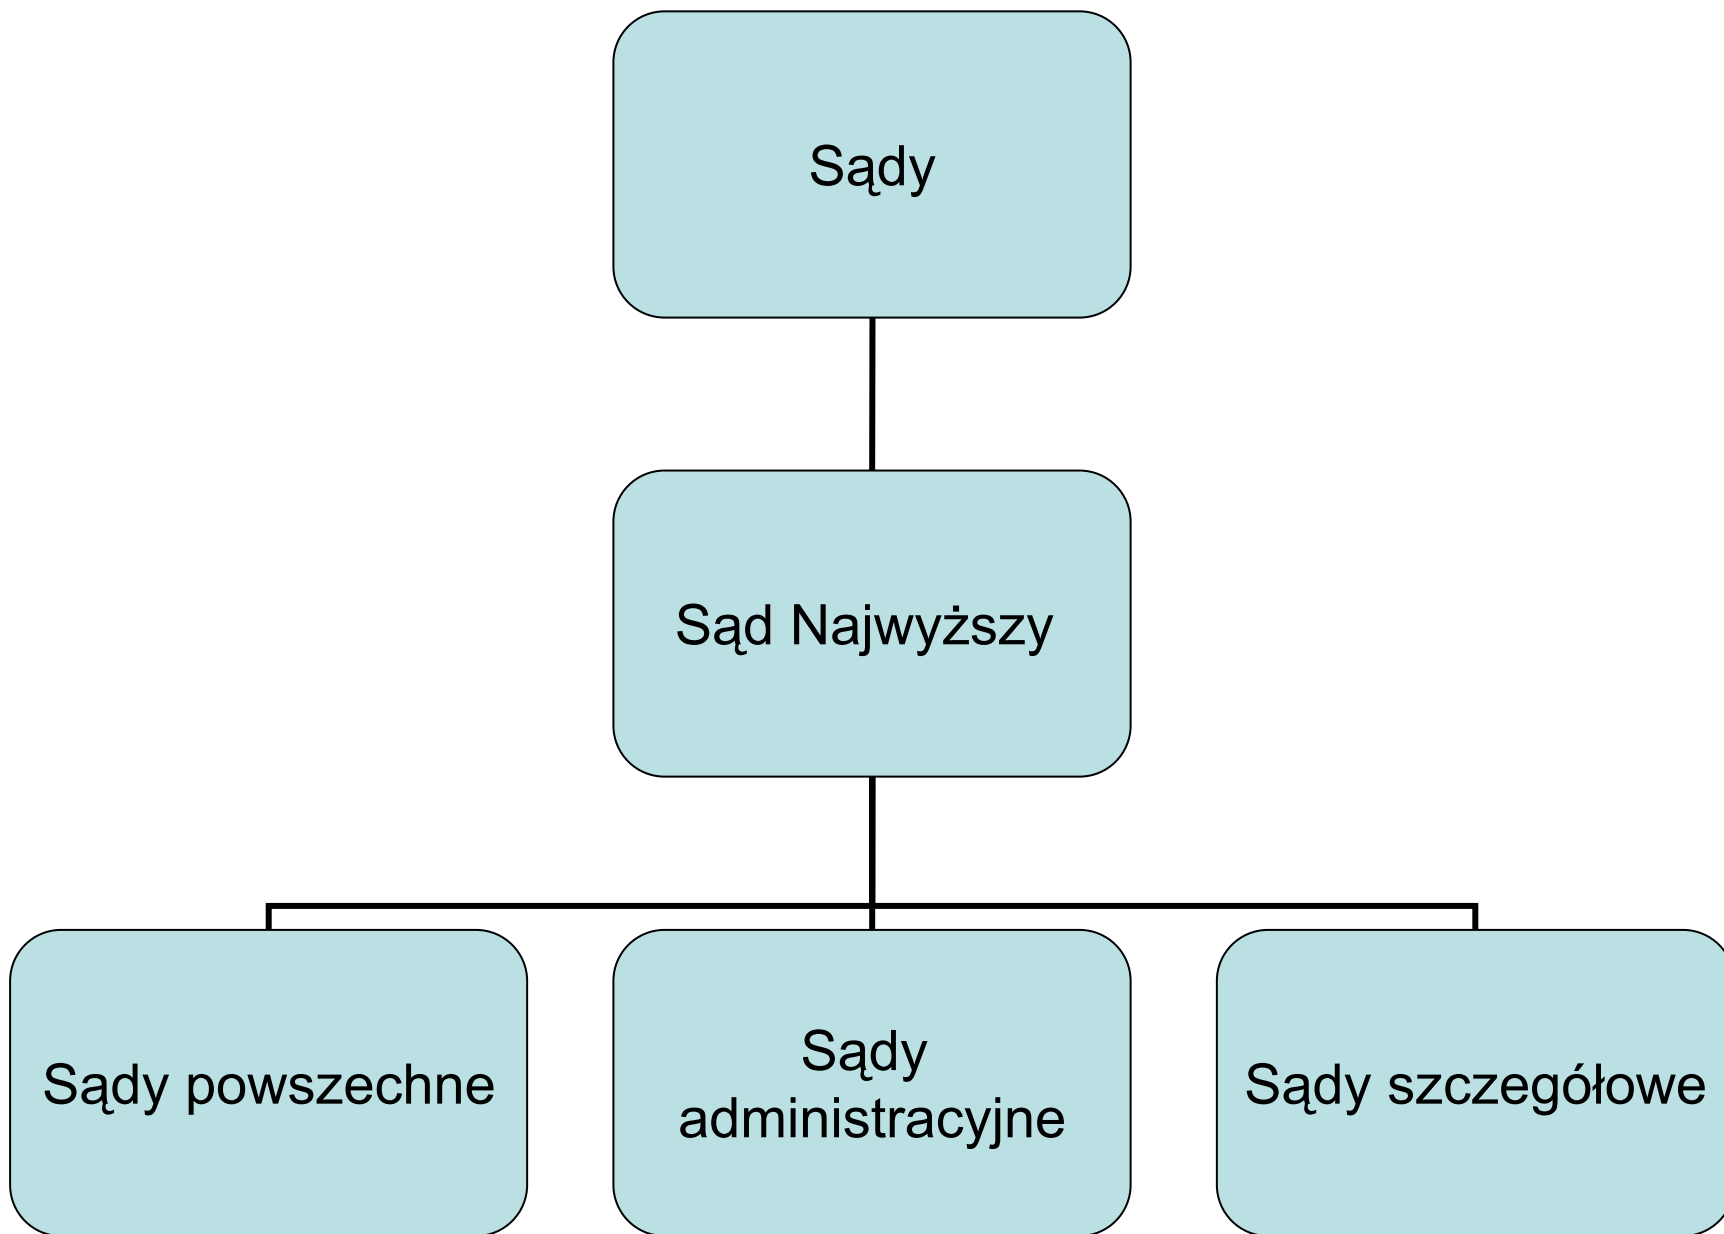 Sądy
Sąd Najwyższy
Sądy powszechne
Sądy
administracyjne
Sądy szczegółowe